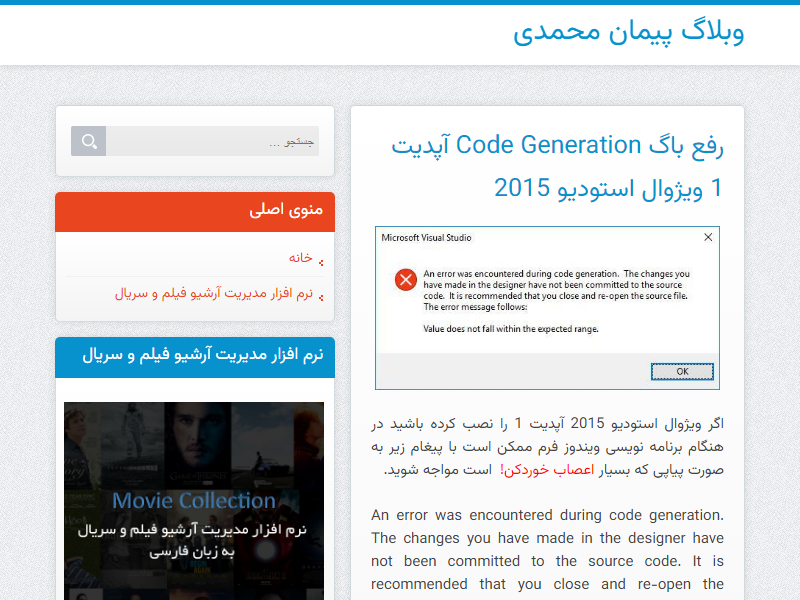 وبلاگ پیمان محمدی
رفع باگ Code Generation آپدیت
1 ویژوال استودیو 2015
Microsoft Visual Studio
An error was encountered during code generation. The changes you
have made in the designer have not been committed to the source
code. It is recommended that you close and re-open the source file.
The error message follows:
Value does not fall within the expected range.
OK
اگر ویژوال استودیو 2015 آپدیت 1 را نصب کرده باشید در
هنگام برنامه نویسی ویندوز فرم ممکن است با پیغام زیر به
صورت پیاپی که بسیار اعصاب خوردکن! است مواجه شوید.
An error was encountered during code generation.
The changes you have made in the designer have
not been committed to the source code. It is
recommended that you close and re-open the
جستجو ...
منوی اصلی
خانه
نرم افزار مدیریت آرشیو فیلم و سریال
نرم افزار مدیریت آرشیو فیلم و سریال
Movie Collection
نرم افزار مدیریت آرشیو فیلم و سریال
به زبان فارسی